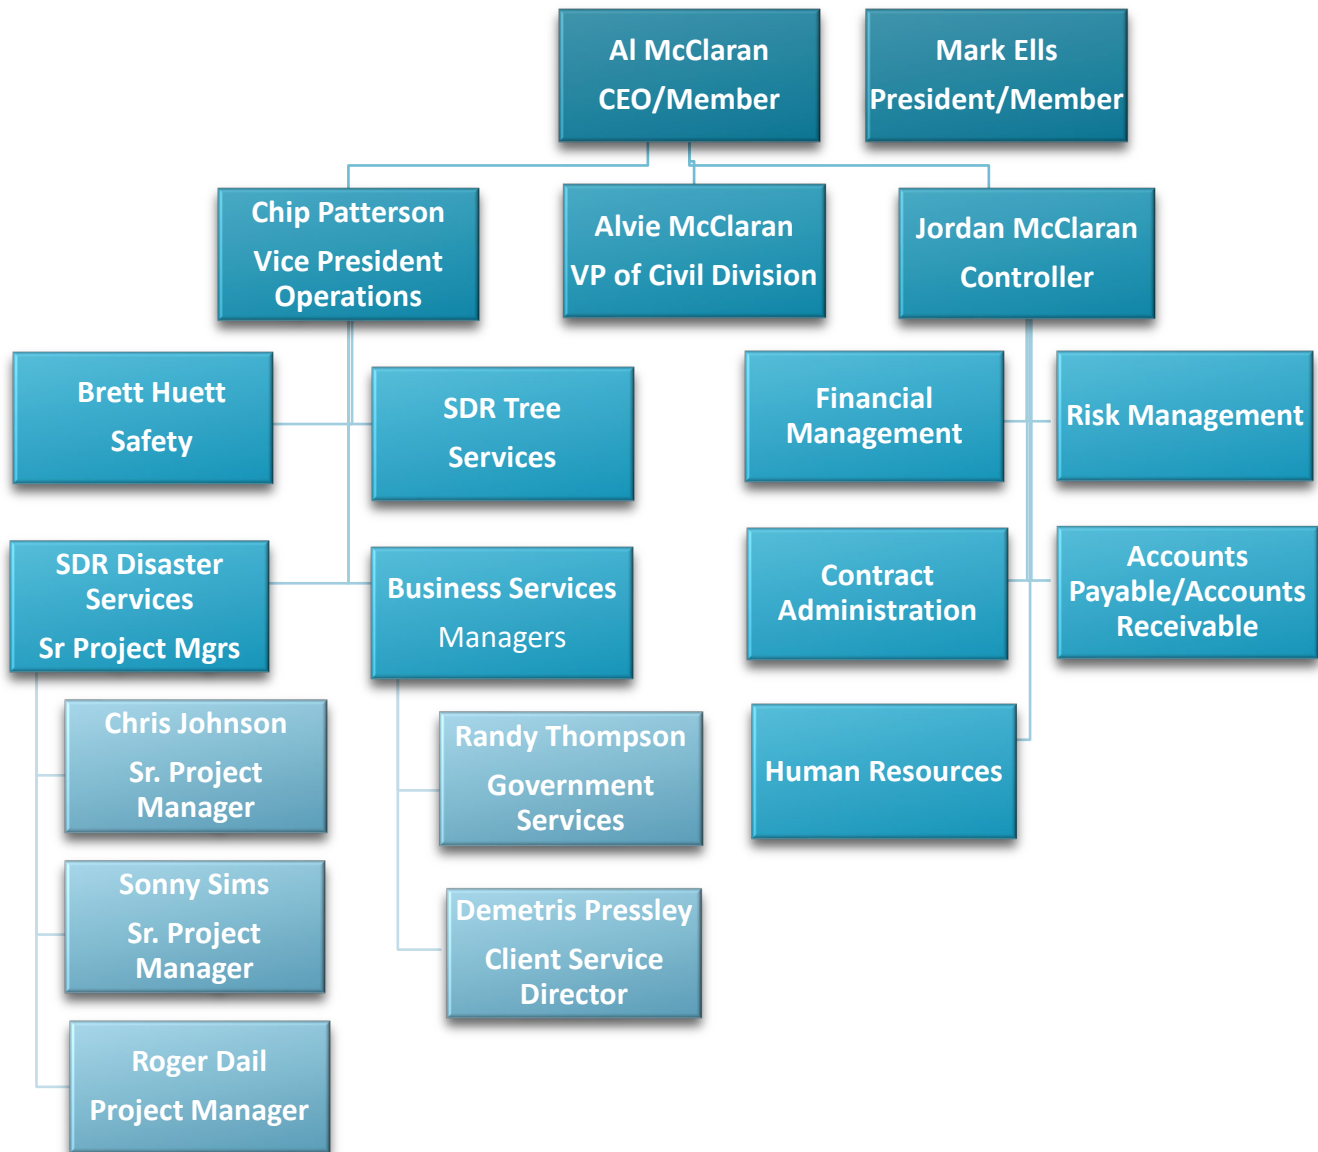 Al McClaran
CEO/Member
Mark Ells
President/Member
Chip Patterson
Vice President
Operations
Alvie McClaran
VP of Civil Division
Jordan McClaran
Controller
Brett Huett
Safety
SDR Tree
Services
Financial
Management
Risk Management
SDR Disaster
Services
Sr Project Mgrs
Business Services
Managers
Contract
Administration
Accounts
Payable/Accounts
Receivable
Chris Johnson
Sr. Project
Manager
Randy Thompson
Government
Services
Human Resources
Sonny Sims
Sr. Project
Manager
Demetris Pressley
Client Service
Director
Roger Dail
Project Manager